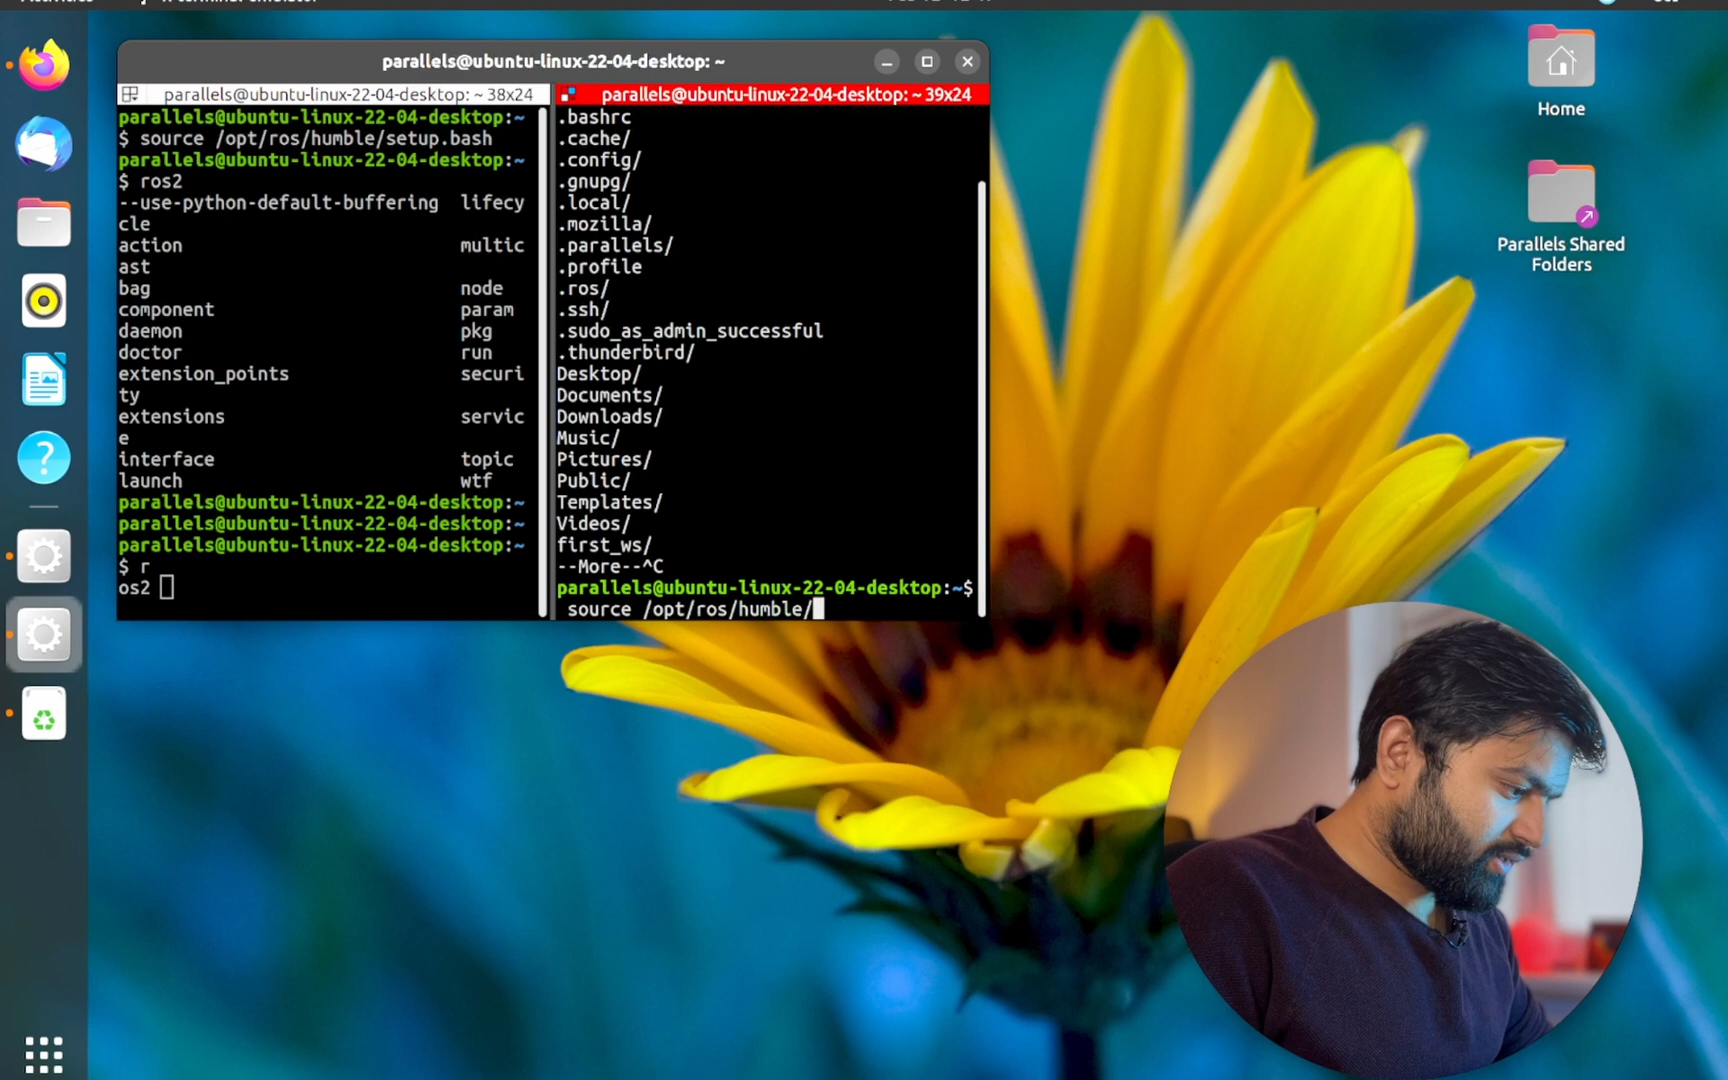 parallels@ubuntu-linux-22-04-desktop: ~
parallels@ubuntu-linux-22-04-desktop: ~ 38x24
parallels@ubuntu-linux-22-04-desktop:~
$ source /opt/ros/humble/setup.bash
parallels@ubuntu-linux-22-04-desktop:~
$ ros2
--use-python-default-buffering lifecy
cle
action multic
ast
bag node
component param
daemon pkg
doctor run
extension_points securi
ty
extensions servic
e
interface topic
launch wtf
parallels@ubuntu-linux-22-04-desktop:~
parallels@ubuntu-linux-22-04-desktop:~
parallels@ubuntu-linux-22-04-desktop:~
$ r
os2
parallels@ubuntu-linux-22-04-desktop: ~ 39x24
.bashrc
.cache/
.config/
.gnupg/
.local/
.mozilla/
.parallels/
.profile
.ros/
.ssh/
.sudo_as_admin_successful
.thunderbird/
Desktop/
Documents/
Downloads/
Music/
Pictures/
Public/
Templates/
Videos/
first_ws/
--More--^C
parallels@ubuntu-linux-22-04-desktop:~$
source /opt/ros/humble/
Home
Parallels Shared
Folders